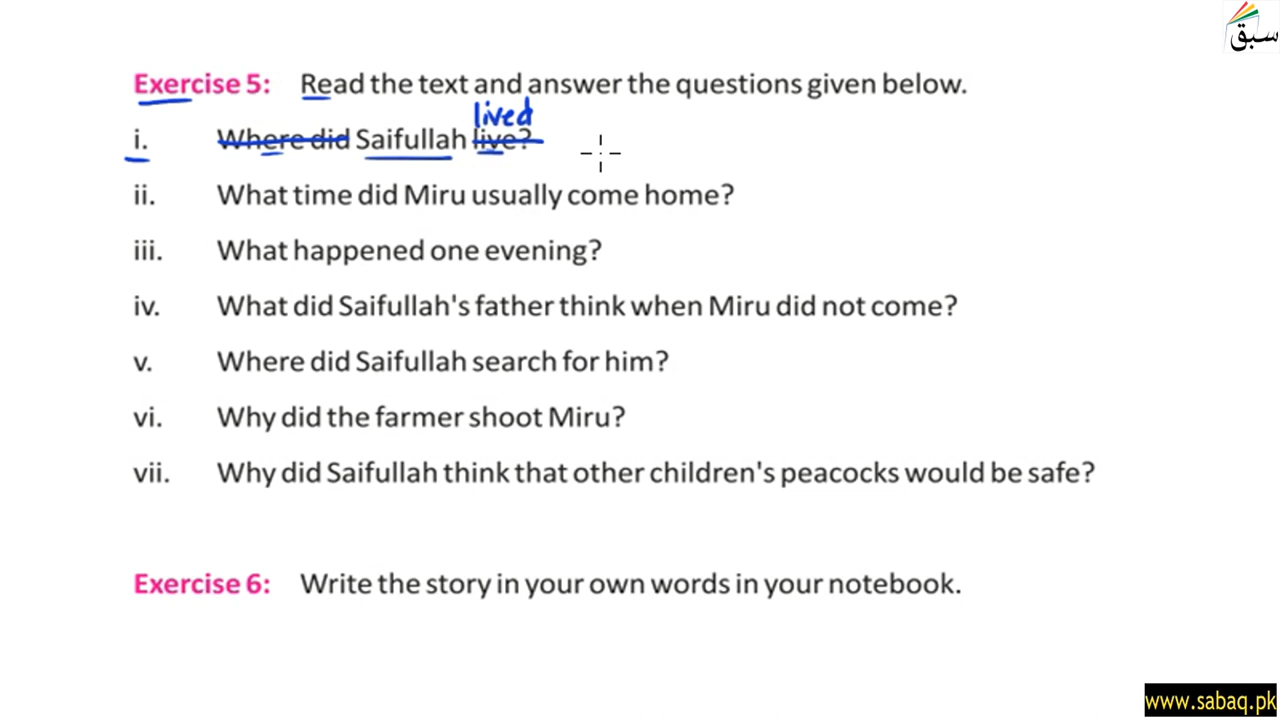 سبق
Exercise 5: Read the text and answer the questions given below.
lived
i. Where did Saifullah live?
ii. What time did Miru usually come home?
iii. What happened one evening?
iv. What did Saifullah's father think when Miru did not come?
v. Where did Saifullah search for him?
vi. Why did the farmer shoot Miru?
vii. Why did Saifullah think that other children's peacocks would be safe?
Exercise 6: Write the story in your own words in your notebook.
www.sabaq.pk